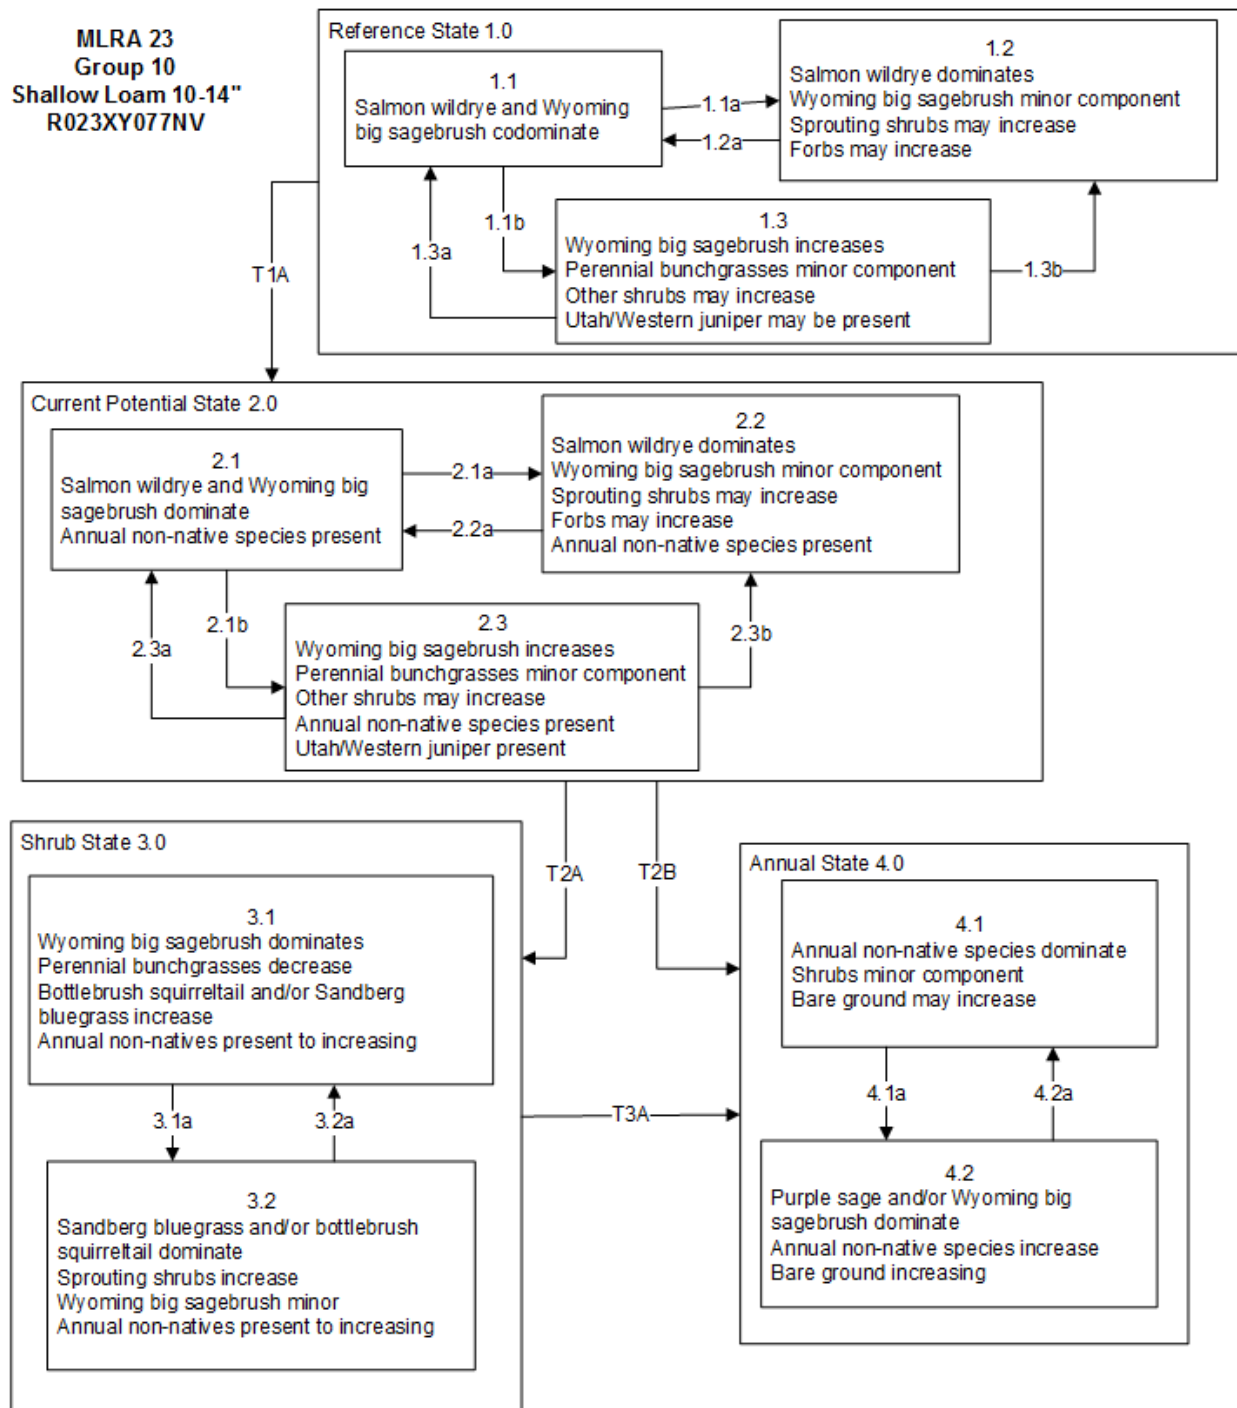 MLRA 23
Group 10
Shallow Loam 10-14"
R023XY077NV
Reference State 1.0
1.1
Salmon wildrye and Wyoming
big sagebrush codominate
1.1a
1.2a
1.2
Salmon wildrye dominates
Wyoming big sagebrush minor component
Sprouting shrubs may increase
Forbs may increase
1.1b
1.3a
1.3
Wyoming big sagebrush increases
Perennial bunchgrasses minor component
Other shrubs may increase
Utah/Western juniper may be present
1.3b
T1A
Current Potential State 2.0
2.1
Salmon wildrye and Wyoming big
sagebrush dominate
Annual non-native species present
2.1a
2.2a
2.2
Salmon wildrye dominates
Wyoming big sagebrush minor component
Sprouting shrubs may increase
Forbs may increase
Annual non-native species present
2.1b
2.3a
2.3
Wyoming big sagebrush increases
Perennial bunchgrasses minor component
Other shrubs may increase
Annual non-native species present
Utah/Western juniper present
2.3b
T2A
T2B
Shrub State 3.0
3.1
Wyoming big sagebrush dominates
Perennial bunchgrasses decrease
Bottlebrush squirreltail and/or Sandberg
bluegrass increase
Annual non-natives present to increasing
3.1a
3.2a
3.2
Sandberg bluegrass and/or bottlebrush
squirreltail dominate
Sprouting shrubs increase
Wyoming big sagebrush minor
Annual non-natives present to increasing
T3A
Annual State 4.0
4.1
Annual non-native species dominate
Shrubs minor component
Bare ground may increase
4.1a
4.2a
4.2
Purple sage and/or Wyoming big
sagebrush dominate
Annual non-native species increase
Bare ground increasing